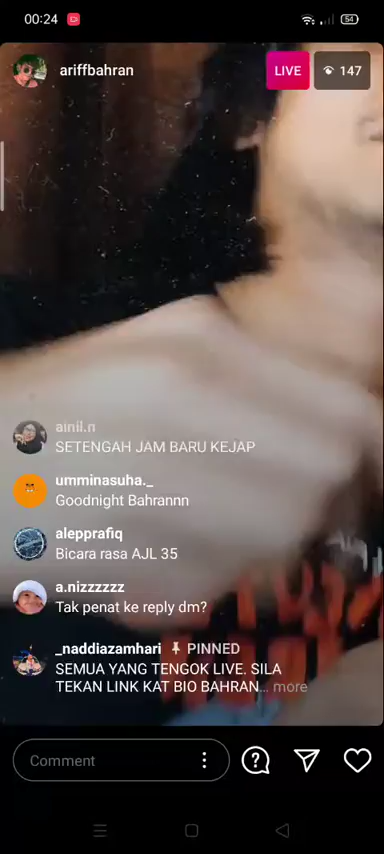 00:24
54
ariffbahran
LIVE
147
ainil.n
SETENGAH JAM BARU KEJAP
umminasuha._
Goodnight Bahrannn
alepprafiq
Bicara rasa AJL 35
a.nizzzzzz
Tak penat ke reply dm?
_naddiazamhari PINNED
SEMUA YANG TENGOK LIVE. SILA
TEKAN LINK KAT BIO BAHRAN... more
Comment